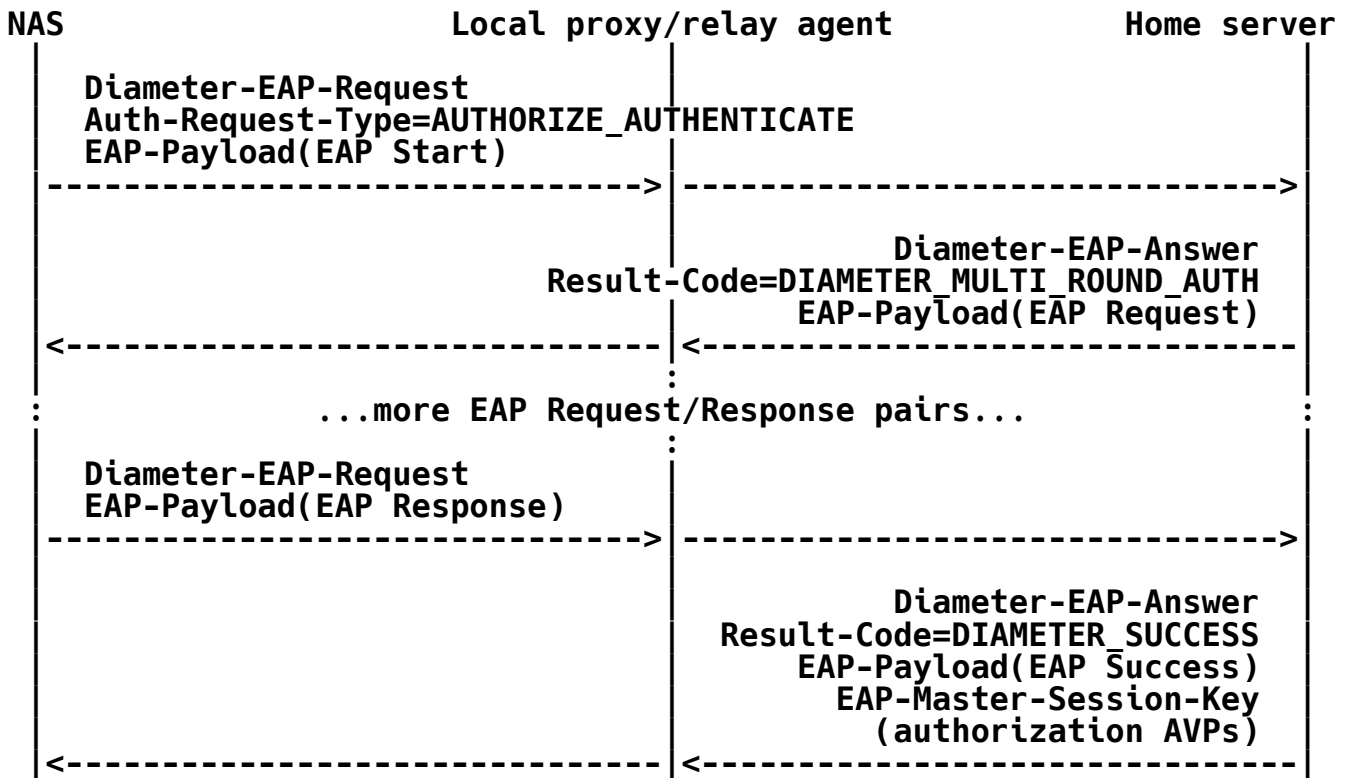 NAS Local proxy/relay agent Home server
Diameter-EAP-Request
Auth-Request-Type=AUTHORIZE_AUTHENTICATE
EAP-Payload(EAP Start)
Diameter-EAP-Answer
Result-Code=DIAMETER_MULTI_ROUND_AUTH
EAP-Payload(EAP Request)
...more EAP Request/Response pairs...
Diameter-EAP-Request
EAP-Payload(EAP Response)
Diameter-EAP-Answer
Result-Code=DIAMETER_SUCCESS
EAP-Payload(EAP Success)
EAP-Master-Session-Key
(authorization AVPs)